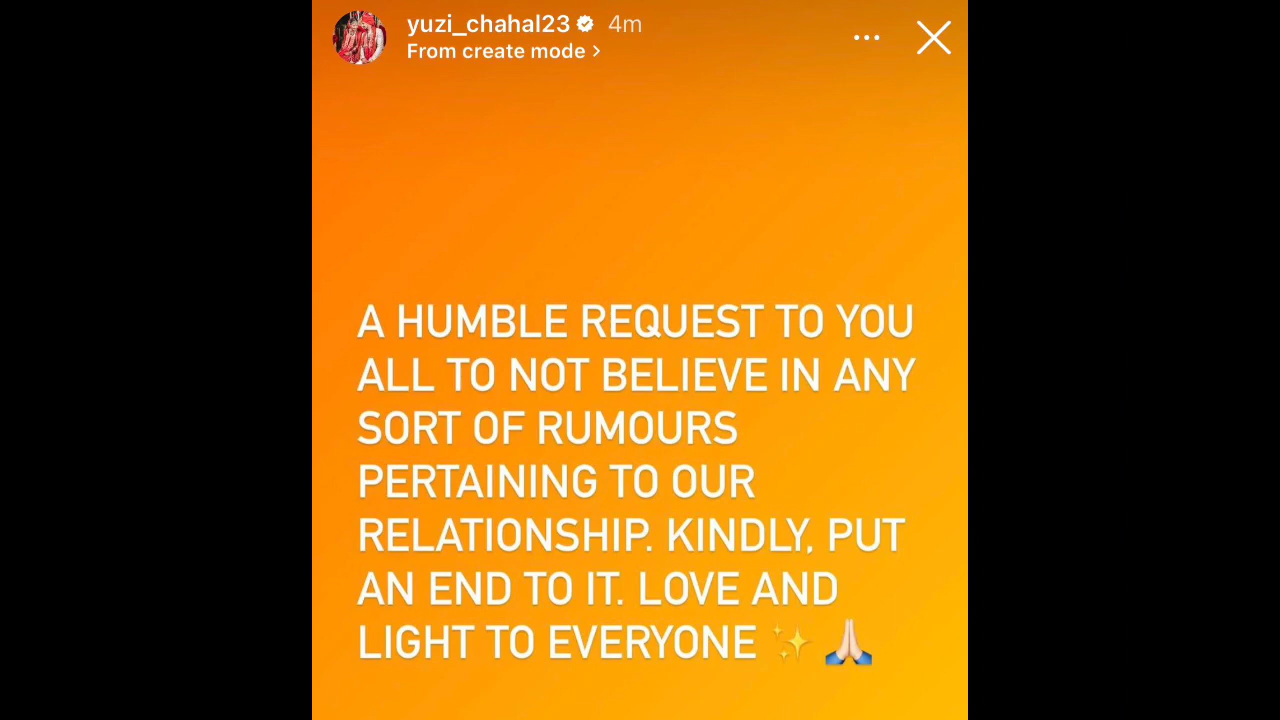 yuzi_chahal23 4m
From create mode >
A HUMBLE REQUEST TO YOU
ALL TO NOT BELIEVE IN ANY
SORT OF RUMOURS
PERTAINING TO OUR
RELATIONSHIP. KINDLY, PUT
AN END TO IT. LOVE AND
LIGHT TO EVERYONE ✨ 🙏🏻